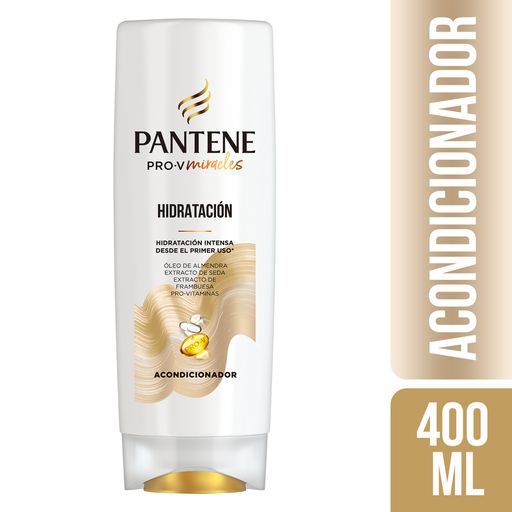 PANTENE
PRO-V miracles
HIDRATACIÓN
HIDRATACIÓN INTENSA
DESDE EL PRIMER USO*
ÓLEO DE ALMENDRA
EXTRACTO DE SEDA
EXTRACTO DE
FRAMBUESA
PRO-VITAMINAS
PRO-V
ACONDICIONADOR
ACONDICIONADOR
400
ML